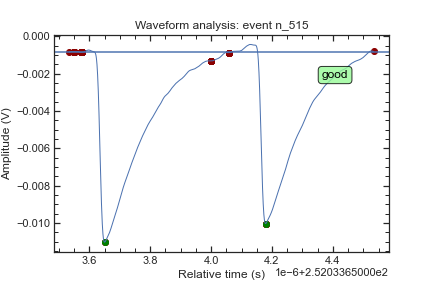 Waveform analysis: event n_515
Amplitude (V)
0.000
−0.002
−0.004
−0.006
−0.008
−0.010
good
3.6 3.8 4.0 4.2 4.4
1e−6+2.5203365000e2
Relative time (s)